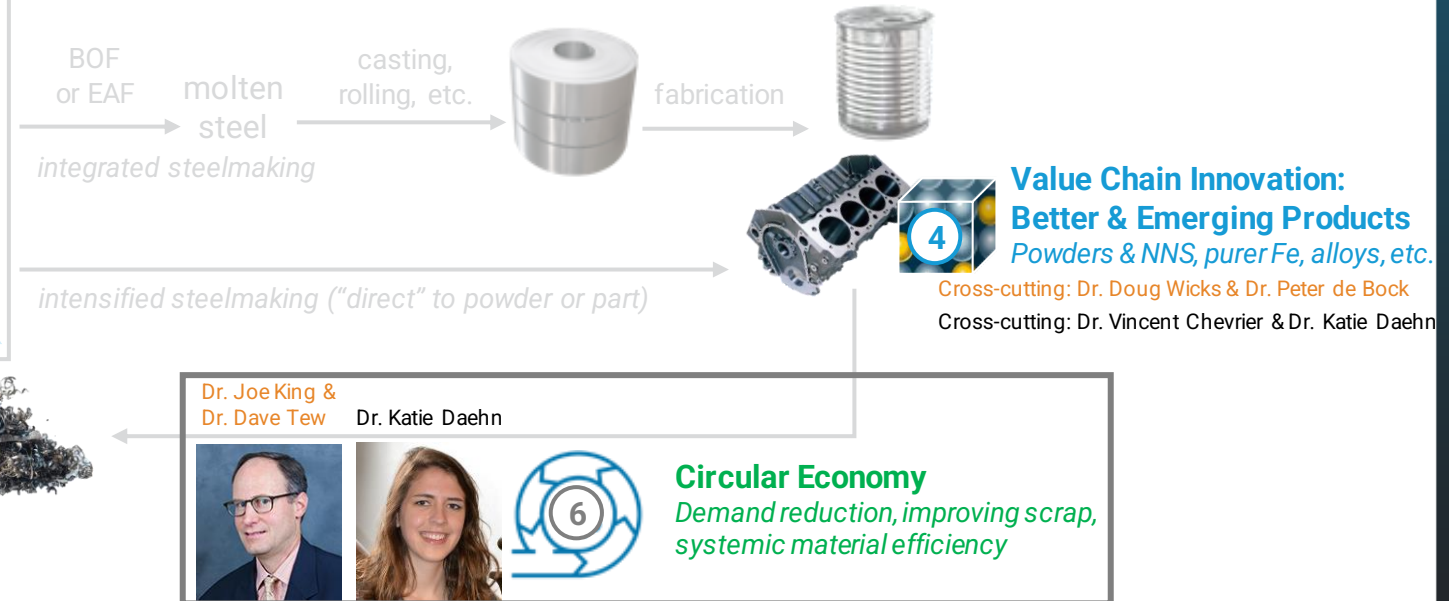 BOF
or EAF
molten
steel
casting,
rolling, etc.
fabrication
integrated steelmaking
Value Chain Innovation:
Better & Emerging Products
4
Powders & NNS, purer Fe, alloys, etc.
Cross-cutting: Dr. Doug Wicks & Dr. Peter de Bock
Cross-cutting: Dr. Vincent Chevrier & Dr. Katie Daehn
intensified steelmaking (“direct” to powder or part)
Dr. Joe King &
Dr. Dave Tew
Dr. Katie Daehn
6
Circular Economy
Demand reduction, improving scrap,
systemic material efficiency